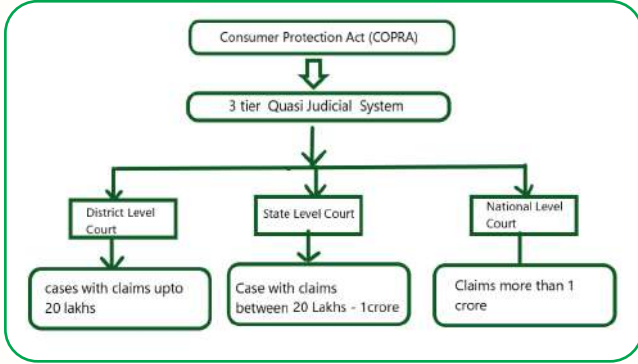 Consumer Protection Act (COPRA)
3 tier Quasi Judicial System
District Level
Court
State Level Court
National Level
Court
cases with claims upto
20 lakhs
Case with claims
between 20 Lakhs - 1crore
Claims more than 1
crore